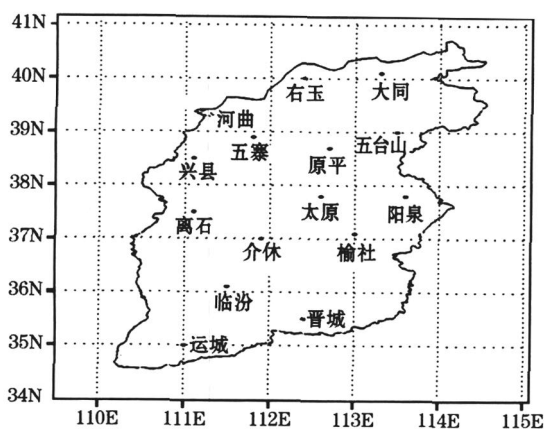 41N
40N
右玉 大同
河曲
39N
五寨 原平 五台山
兴县
38N
离石 太原 阳泉
37N
介休 榆社
36N
临汾
晋城
35N
运城
34N
110E 111E 112E 113E 114E 115E